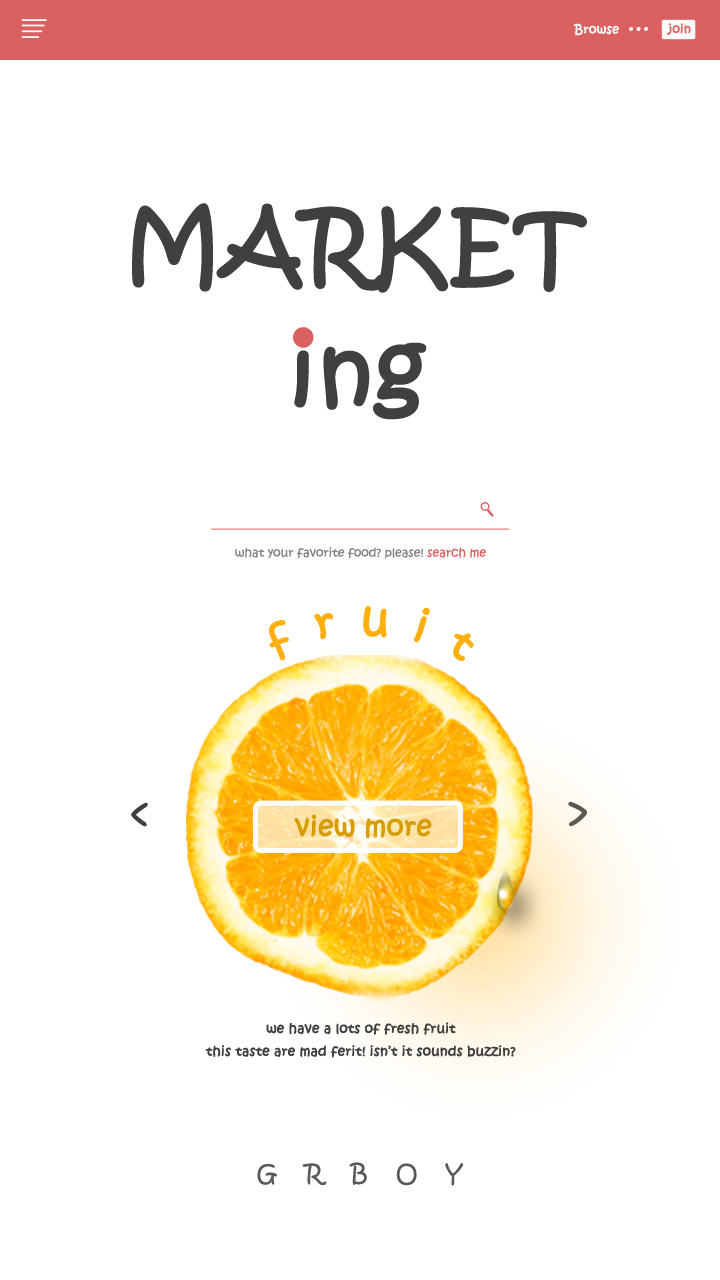 Browse ••• join
MARKET
ing
what your favorite food? please! search me
fruit
< view more >
we have a lots of fresh fruit
this taste are mad ferit! isn't it sounds buzzin?
G R B O Y